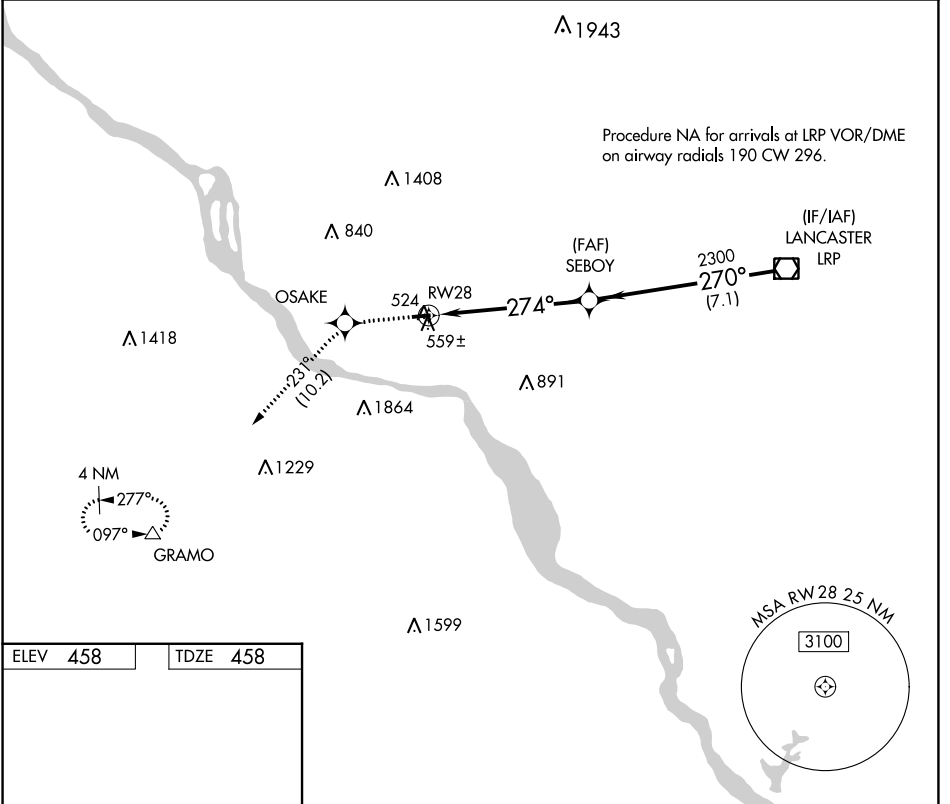 1943
Procedure NA for arrivals at LRP VOR/DME
on airway radials 190 CW 296.
1408
840
(IF/IAF)
LANCASTER
LRP
(FAF)
SEBOY
2300
270°
(7.1)
OSAKE
524
RW28
274°
559±
1418
231°
(10.2)
891
1864
1229
4 NM
277°
097°
GRAMO
1599
MSA RW28 25 NM
3100
ELEV 458
TDZE 458